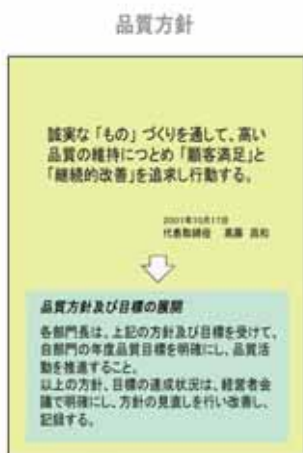 品質方針
誠実な「もの」づくりを通して、高い
品質の維持につとめ「顧客満足」と
「継続的改善」を追求し行動する。
2001年10月17日
代表取締役
品質方針及び目標の展開
各部門長は、上記の方針及び目標を受けて、
自部門の年度品質目標を明確にし、品質活
動を推進すること。
以上の方針、目標の達成状況は、経営者会
議で明確にし、方針の見直しを行い改善し、
記録する。